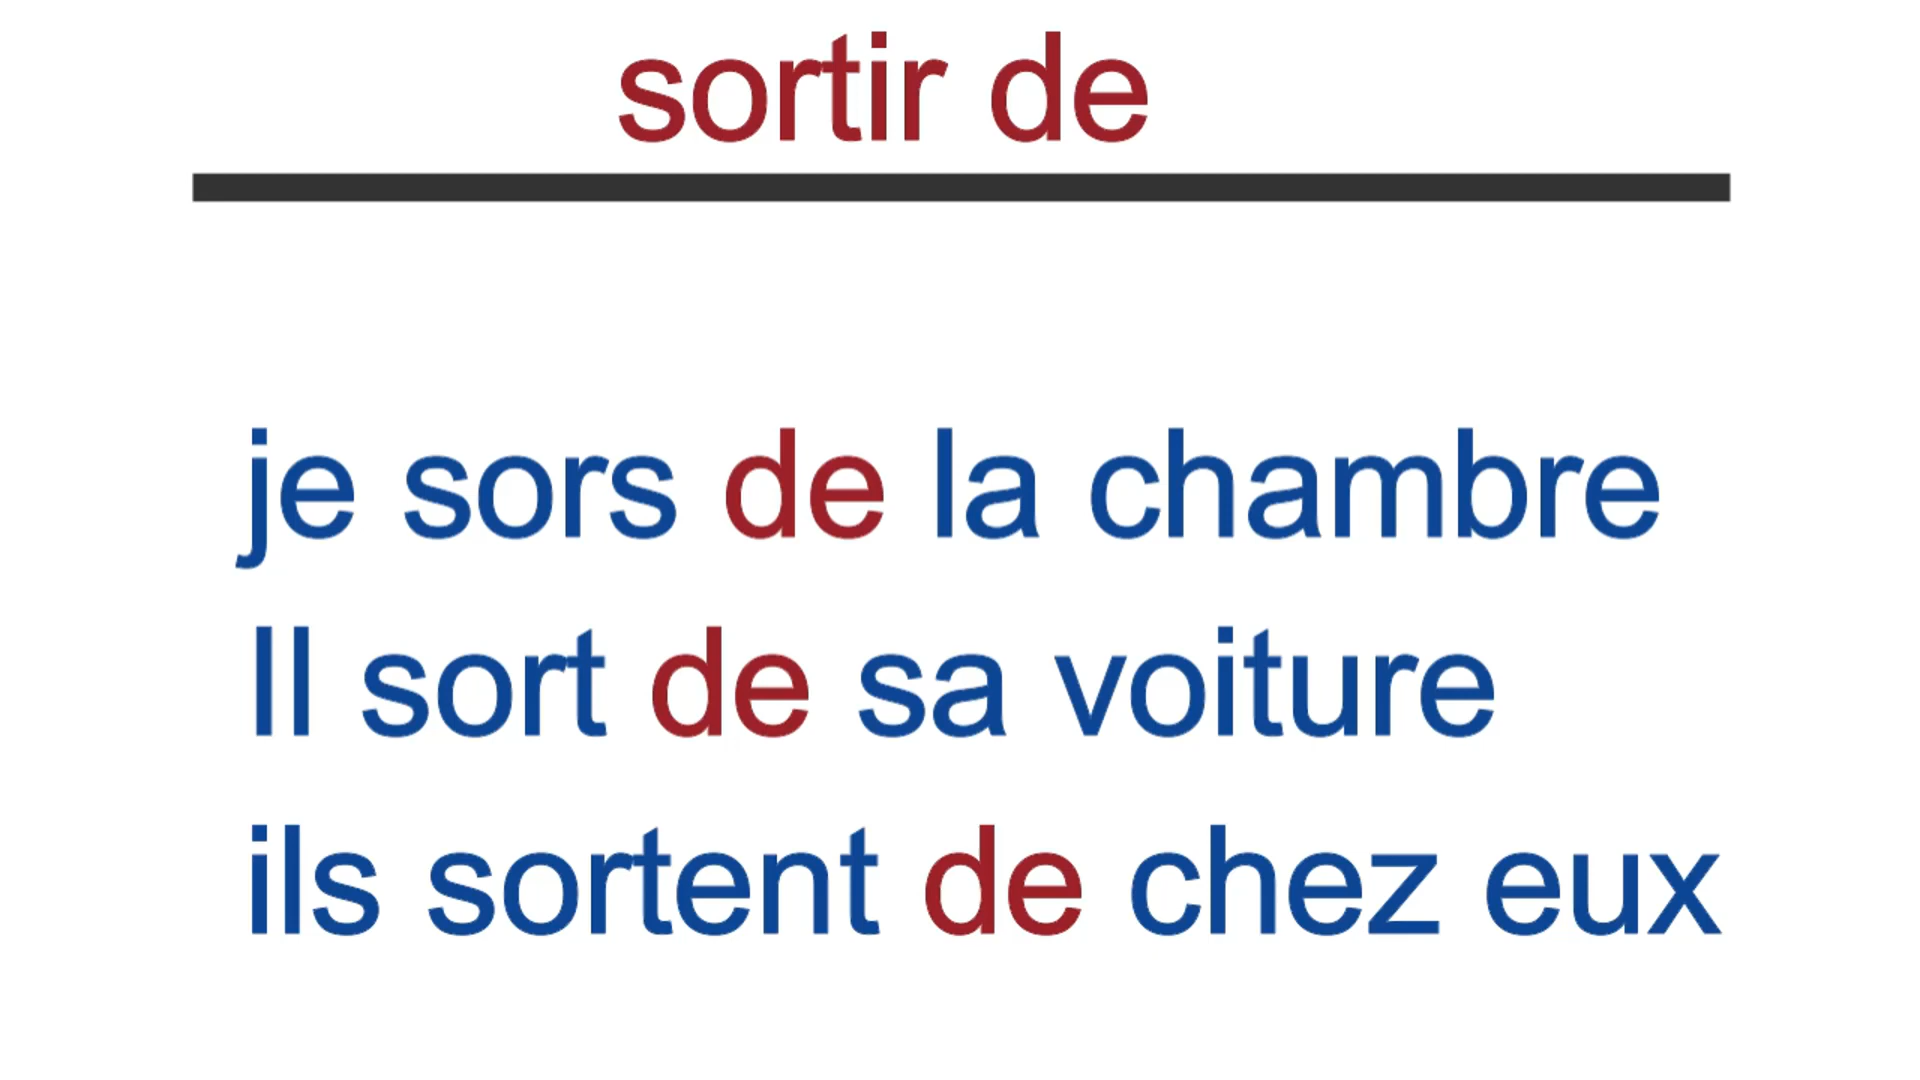 sortir de
je sors de la chambre
Il sort de sa voiture
ils sortent de chez eux